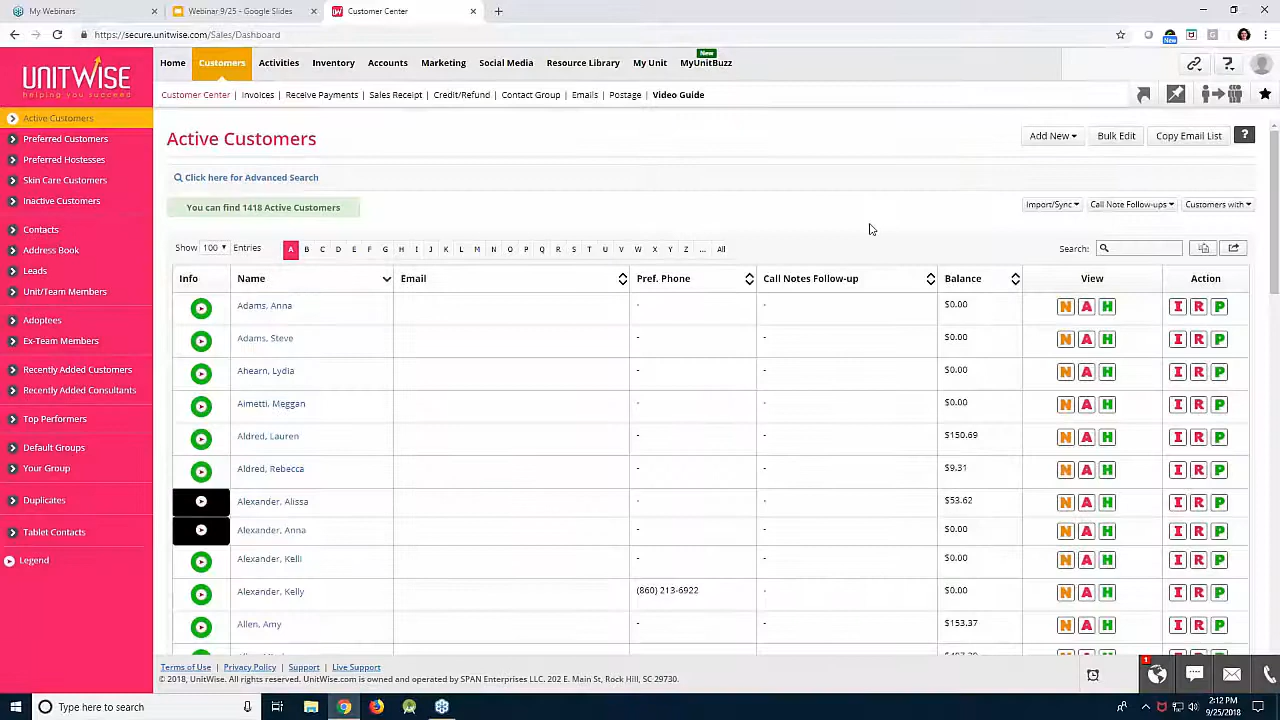 My Webinars
Webinar 9/25 - Google Slides
Customer Center
https://secure.unitwise.com/Sales/Dashboard
New
UNITWISE
helping you succeed
Home
Customers
Activities
Inventory
Accounts
Marketing
Social Media
Resource Library
My Unit
New
MyUnitBuzz
Customer Center
Invoices
Receive Payments
Sales Receipt
Credit/Refund
Contact Group
Emails
Postage
Video Guide
Active Customers
Preferred Customers
Preferred Hostesses
Skin Care Customers
Inactive Customers
Contacts
Address Book
Leads
Unit/Team Members
Adoptees
Ex-Team Members
Recently Added Customers
Recently Added Consultants
Top Performers
Default Groups
Your Group
Duplicates
Tablet Contacts
Legend
Active Customers
Add New
Bulk Edit
Copy Email List
?
Click here for Advanced Search
You can find 1418 Active Customers
Import/Sync
Call Note Follow-ups
Customers with
Show 100 Entries
A B C D E F G H I J K L M N O P Q R S T U V W X Y Z ... All
Search:
Info Name Email Pref. Phone Call Notes Follow-up Balance View Action
Adams, Anna - - $0.00 N A H I R P
Adams, Steve - - $0.00 N A H I R P
Ahearn, Lydia - - $0.00 N A H I R P
Aimetti, Meggan - - $0.00 N A H I R P
Aldred, Lauren - - $150.69 N A H I R P
Aldred, Rebecca - - $9.31 N A H I R P
Alexander, Alissa - - $53.62 N A H I R P
Alexander, Anna - - $0.00 N A H I R P
Alexander, Kelli - - $0.00 N A H I R P
Alexander, Kelly (860) 213-6922 - $0.00 N A H I R P
Allen, Amy - - $153.37 N A H I R P
Terms of Use | Privacy Policy | Support | Live Support
© 2018, UnitWise. All rights reserved. UnitWise.com is owned and operated by SPAN Enterprises LLC. 202 E. Main St, Rock Hill, SC 29730.
1
Type here to search
2:12 PM
9/25/2018